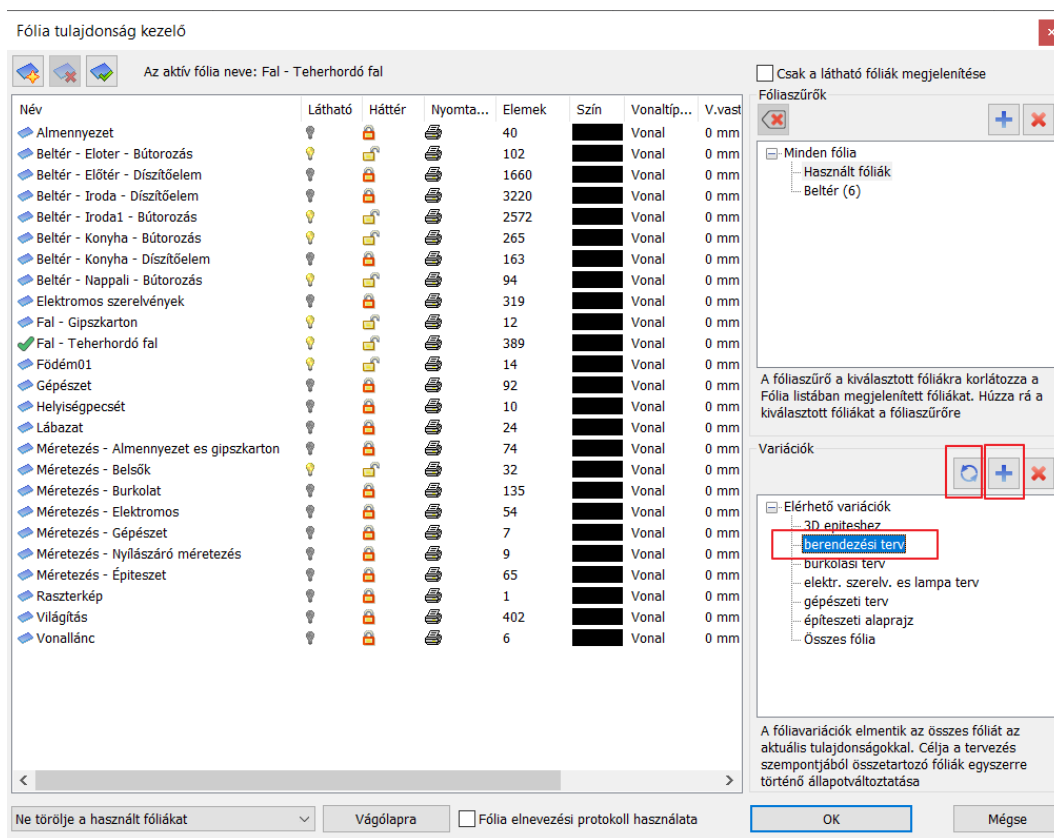 Fólia tulajdonság kezelő
Az aktív fólia neve: Fal - Teherhordó fal
Csak a látható fóliák megjelenítése
Név Látható Háttér Nyomta... Elemek Szín Vonaltíp... V.vast
Almennyezet 40 Vonal 0 mm
Beltér - Eloter - Bútorozás 102 Vonal 0 mm
Beltér - Előtér - Díszítőelem 1660 Vonal 0 mm
Beltér - Iroda - Díszítőelem 3220 Vonal 0 mm
Beltér - Iroda1 - Bútorozás 2572 Vonal 0 mm
Beltér - Konyha - Bútorozás 265 Vonal 0 mm
Beltér - Konyha - Díszítőelem 163 Vonal 0 mm
Beltér - Nappali - Bútorozás 94 Vonal 0 mm
Elektromos szerelvények 319 Vonal 0 mm
Fal - Gipszkarton 12 Vonal 0 mm
Fal - Teherhordó fal 389 Vonal 0 mm
Födém01 14 Vonal 0 mm
Gépészet 92 Vonal 0 mm
Helyiségpecsét 10 Vonal 0 mm
Lábazat 24 Vonal 0 mm
Méretezés - Almennyezet es gipszkarton 74 Vonal 0 mm
Méretezés - Belsők 32 Vonal 0 mm
Méretezés - Burkolat 135 Vonal 0 mm
Méretezés - Elektromos 54 Vonal 0 mm
Méretezés - Gépészet 7 Vonal 0 mm
Méretezés - Nyílászáró méretezés 9 Vonal 0 mm
Méretezés - Épiteszet 65 Vonal 0 mm
Raszterkép 1 Vonal 0 mm
Világítás 402 Vonal 0 mm
Vonallánc 6 Vonal 0 mm
Fóliaszűrők
Minden fólia
Használt fóliák
Beltér (6)
A fóliaszűrő a kiválasztott fóliákra korlátozza a
Fólia listában megjelenített fóliákat. Húzza rá a
kiválasztott fóliákat a fóliaszűrőre
Variációk
Elérhető variációk
3D epiteshez
berendezési terv
burkolasi terv
elektr. szerelv. es lampa terv
gépészeti terv
építeszeti alaprajz
Összes fólia
A fóliavariációk elmentik az összes fóliát az
aktuális tulajdonságokkal. Célja a tervezés
szempontjából összetartozó fóliák egyszerre
történő állapotváltoztatása
Ne törölje a használt fóliákat Vágólapra Fólia elnevezési protokoll használata OK Mégse